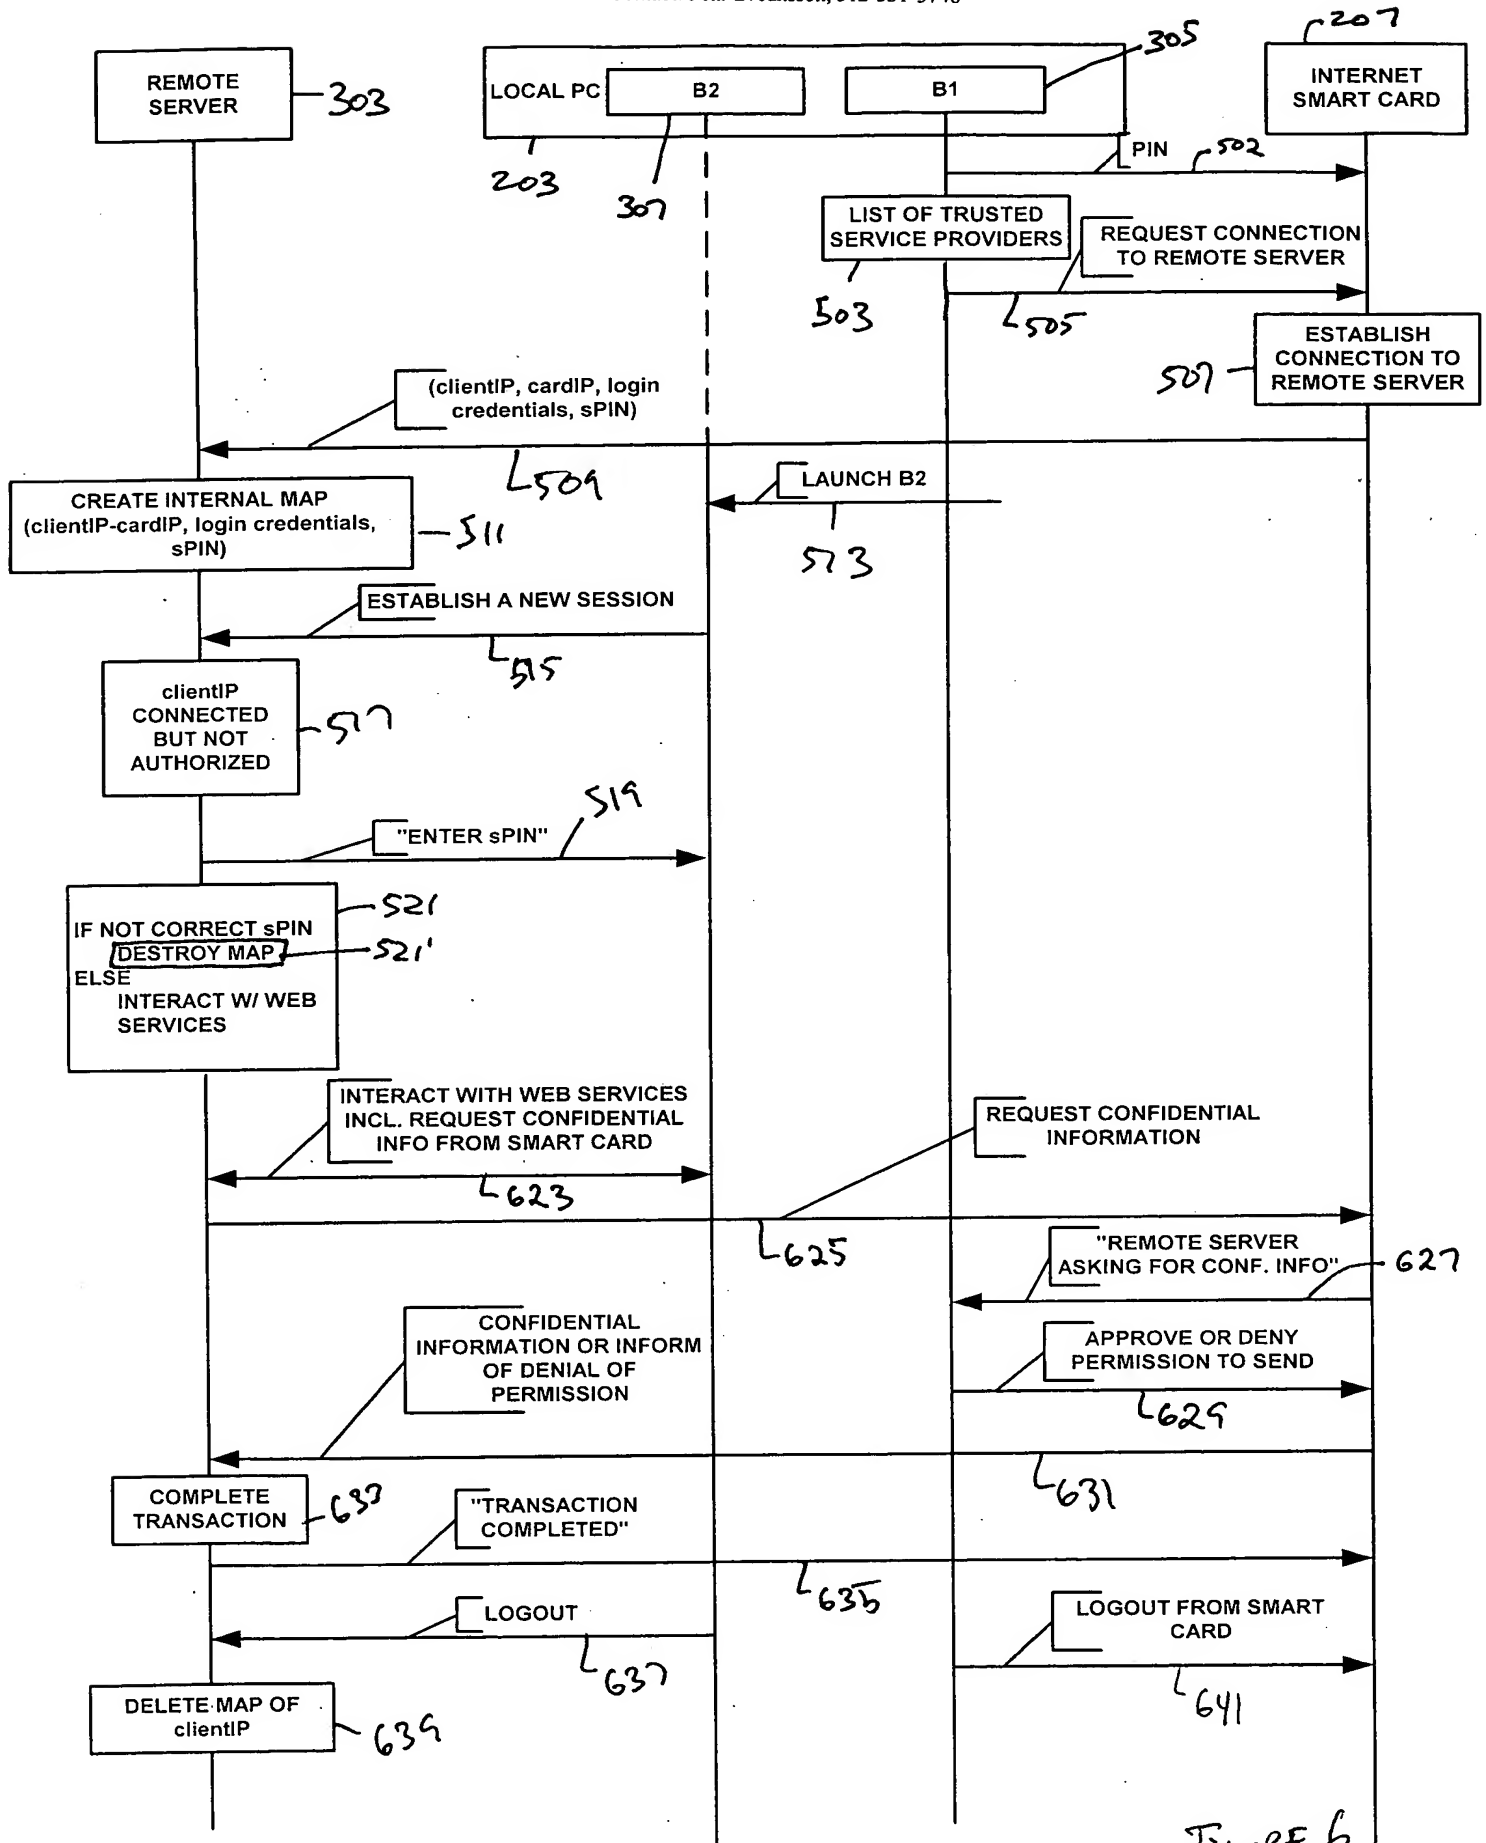 207
305
REMOTE
SERVER
303
LOCAL PC
B2
B1
INTERNET
SMART CARD
203
307
PIN
502
LIST OF TRUSTED
SERVICE PROVIDERS
503
REQUEST CONNECTION
TO REMOTE SERVER
505
ESTABLISH
CONNECTION TO
REMOTE SERVER
507
(clientIP, cardIP, login
credentials, sPIN)
509
LAUNCH B2
513
CREATE INTERNAL MAP
(clientIP-cardIP, login credentials,
sPIN)
511
ESTABLISH A NEW SESSION
515
clientIP
CONNECTED
BUT NOT
AUTHORIZED
517
"ENTER sPIN"
519
IF NOT CORRECT sPIN
DESTROY MAP
ELSE
INTERACT W/ WEB
SERVICES
521
521'
INTERACT WITH WEB SERVICES
INCL. REQUEST CONFIDENTIAL
INFO FROM SMART CARD
623
REQUEST CONFIDENTIAL
INFORMATION
625
"REMOTE SERVER
ASKING FOR CONF. INFO"
627
APPROVE OR DENY
PERMISSION TO SEND
629
CONFIDENTIAL
INFORMATION OR INFORM
OF DENIAL OF
PERMISSION
631
COMPLETE
TRANSACTION
633
"TRANSACTION
COMPLETED"
635
LOGOUT
637
LOGOUT FROM SMART
CARD
641
DELETE MAP OF
clientIP
639
FIGURE 6